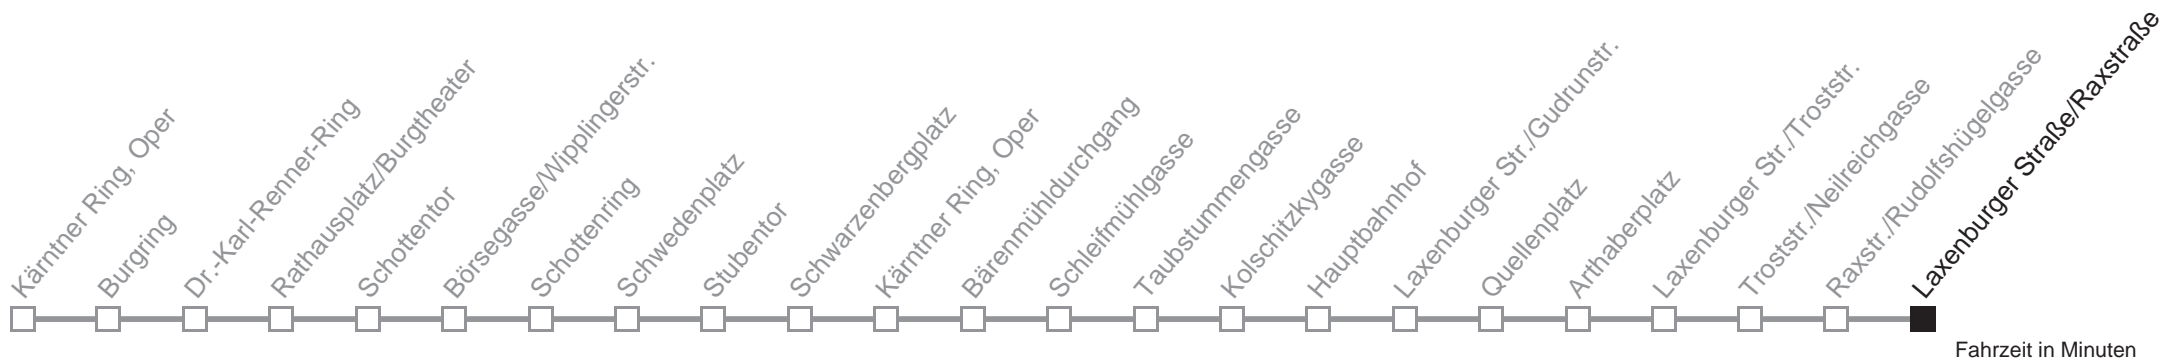 Kärntner Ring, Oper
Burgring
Dr.-Karl-Renner-Ring
Rathausplatz/Burgtheater
Schottentor
Börsegasse/Wipplingerstr.
Schottenring
Schwedenplatz
Stubentor
Schwarzenbergplatz
Kärntner Ring, Oper
Bärenmühldurchgang
Schleifmühlgasse
Taubstummengasse
Kolschitzkygasse
Hauptbahnhof
Laxenburger Str./Gudrunstr.
Quellenplatz
Arthaberplatz
Laxenburger Str./Troststr.
Troststr./Neilreichgasse
Raxstr./Rudolfshügelgasse
Laxenburger Straße/Raxstraße
Fahrzeit in Minuten